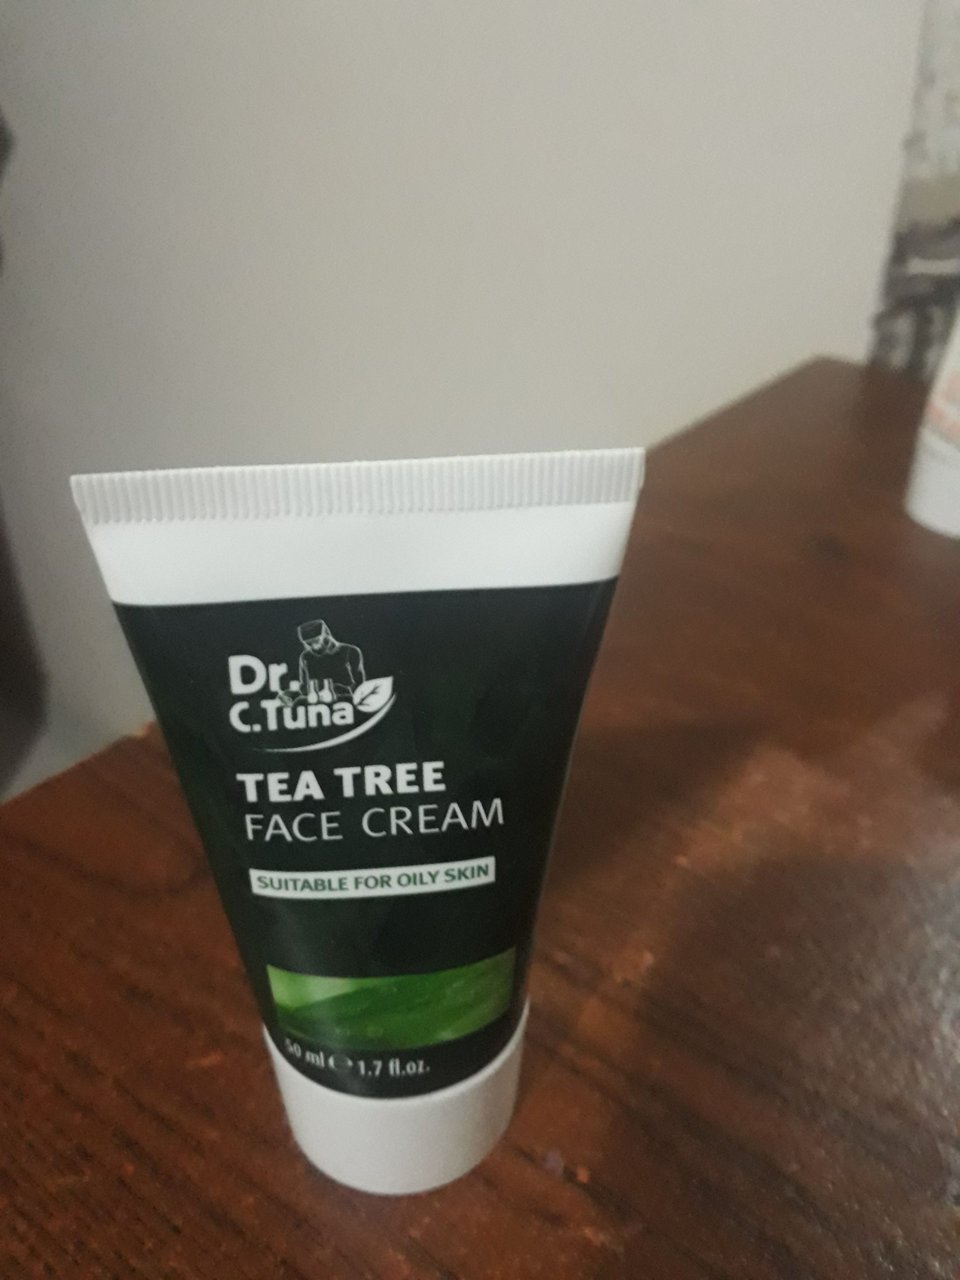 Dr.
C.Tuna
TEA TREE
FACE CREAM
SUITABLE FOR OILY SKIN
50 ml ℮ 1.7 fl.oz.